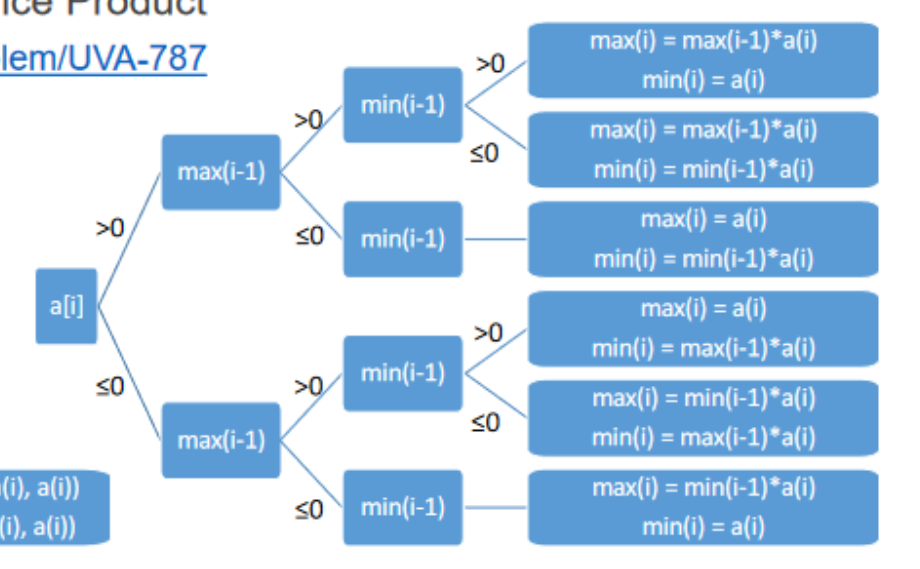 Product
/UVA-787
a[i]
>0
≤0
max(i-1)
max(i-1)
>0
≤0
>0
≤0
min(i-1)
min(i-1)
min(i-1)
min(i-1)
>0
≤0
>0
≤0
max(i) = max(i-1)*a(i)
min(i) = a(i)
max(i) = max(i-1)*a(i)
min(i) = min(i-1)*a(i)
max(i) = a(i)
min(i) = min(i-1)*a(i)
max(i) = a(i)
min(i) = max(i-1)*a(i)
max(i) = min(i-1)*a(i)
min(i) = max(i-1)*a(i)
max(i) = min(i-1)*a(i)
min(i) = a(i)
(i), a(i))
(i), a(i))